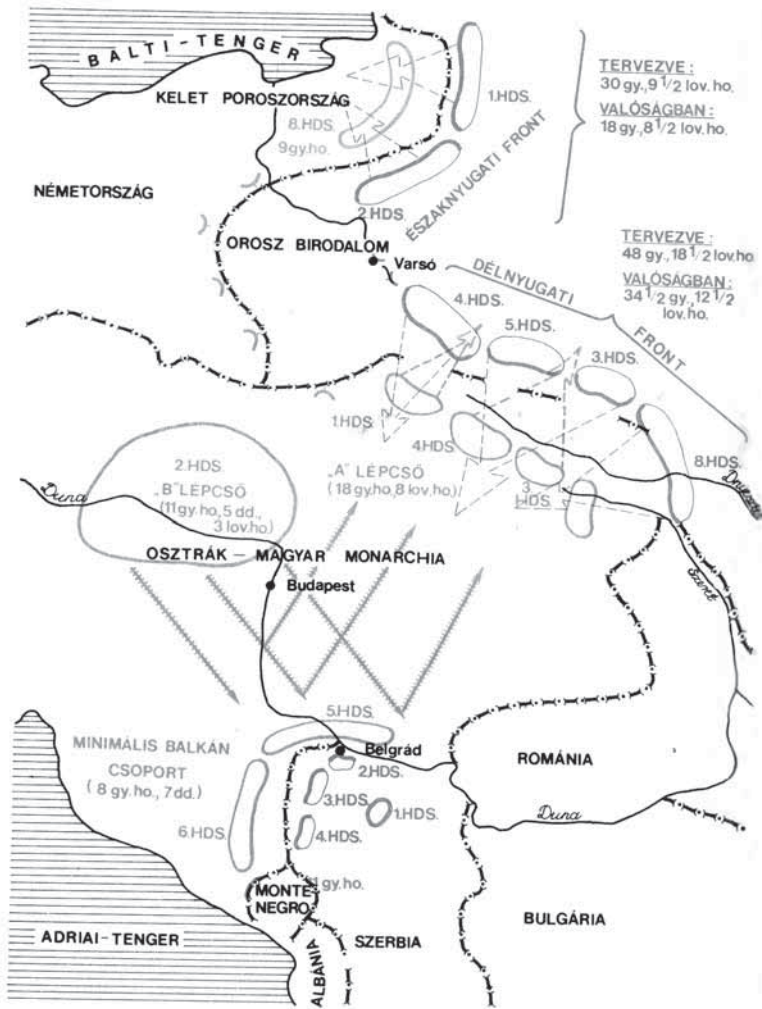 BALTI-TENGER
KELET POROSZORSZÁG
8.HDS.
9gy.ho.
1.HDS.
2.HDS.
ÉSZAKNYUGATI FRONT
TERVEZVE:
30 gy., 9 1/2 lov. ho.
VALÓSÁGBAN:
18 gy., 8 1/2 lov. ho.
NÉMETORSZÁG
OROSZ BIRODALOM
Varsó
TERVEZVE:
48 gy., 18 1/2 lov.ho
VALÓSÁGBAN:
34 1/2 gy., 12 1/2
lov. ho.
DÉLNYUGATI FRONT
4.HDS.
5.HDS.
3.HDS.
8.HDS.
1.HDS.
4.HDS.
3.
HDS.
2.HDS.
„B" LÉPCSŐ
(11 gy. ho, 5 dd.,
3 lov. ho.)
„A" LÉPCSŐ
(18 gy. ho, 8 lov. ho.)
Duna
Szeret
OSZTRÁK – MAGYAR MONARCHIA
Budapest
5.HDS.
MINIMÁLIS BALKÁN
CSOPORT
(8 gy. ho., 7dd.)
6.HDS.
Belgrád
2.HDS.
3.HDS.
1.HDS.
4.HDS.
11 gy.ho.
ROMÁNIA
Duna
MONTE
NEGRO
ADRIAI-TENGER
ALBÁNIA
SZERBIA
BULGÁRIA